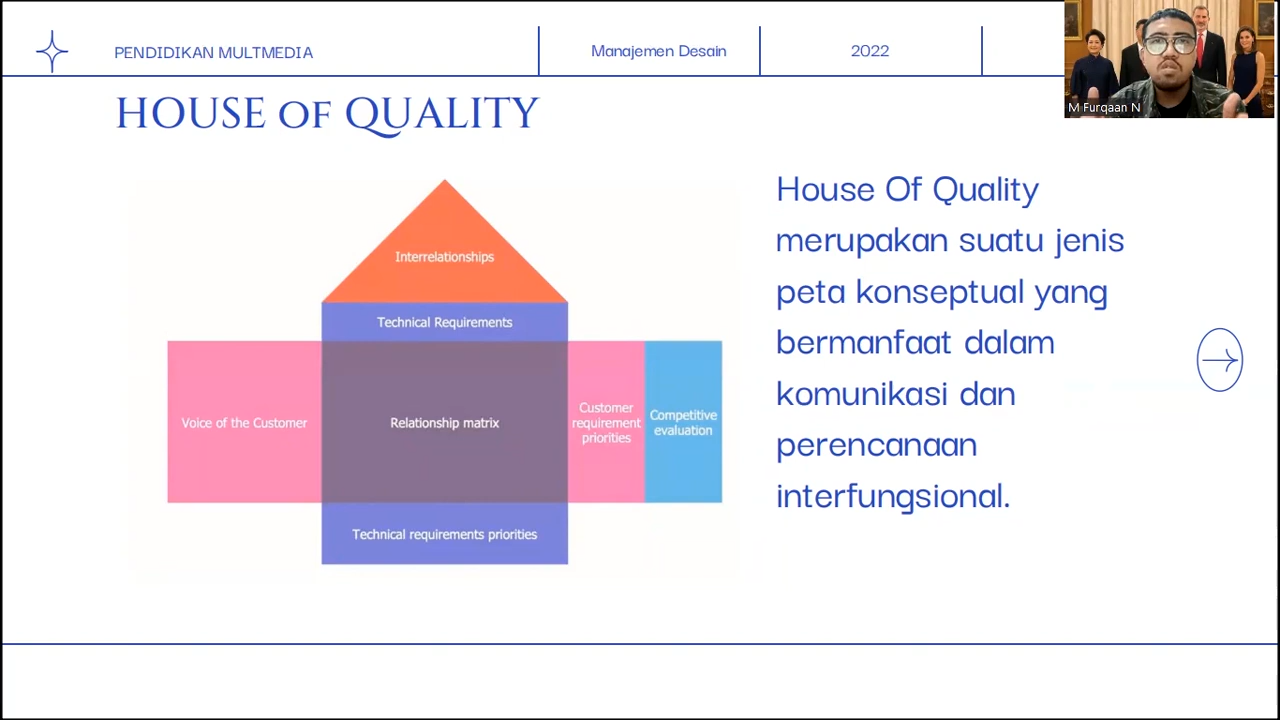 PENDIDIKAN MULTMEDIA
Manajemen Desain
2022
M Furqaan N
HOUSE OF QUALITY
Interrelationships
Technical Requirements
Voice of the Customer
Relationship matrix
Customer
requirement
priorities
Competitive
evaluation
Technical requirements priorities
House Of Quality
merupakan suatu jenis
peta konseptual yang
bermanfaat dalam
komunikasi dan
perencanaan
interfungsional.